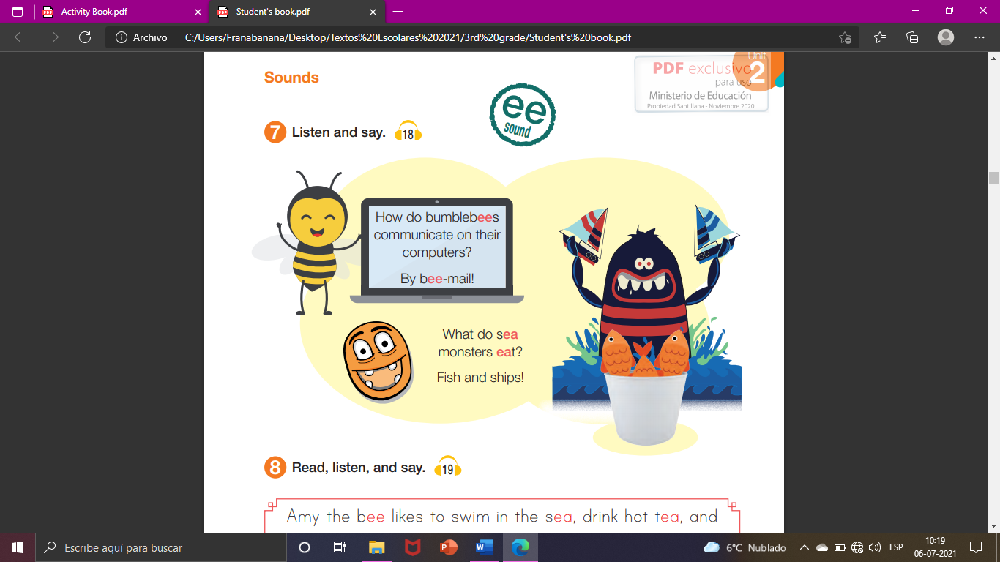 Activity Book.pdf
Student's book.pdf
Archivo
C:/Users/Franabanana/Desktop/Textos%20Escolares%202021/3rd%20grade/Student's%20book.pdf
Sounds
PDF exclusivo
para uso
Ministerio de Educación
Propiedad Santillana - Noviembre 2020
Unit
2
ee
sound
7 Listen and say. 18
How do bumblebees
communicate on their
computers?
By bee-mail!
What do sea
monsters eat?
Fish and ships!
8 Read, listen, and say. 19
Amy the bee likes to swim in the sea, drink hot tea, and
Escribe aquí para buscar
6°C Nublado
ESP
10:19
06-07-2021